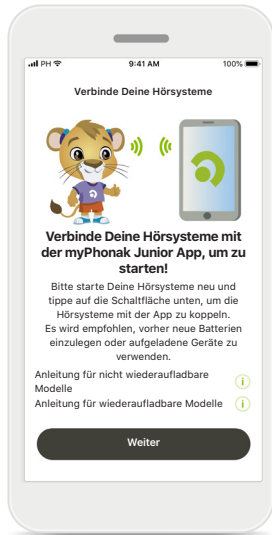 PH 9:41 AM 100%
Verbinde Deine Hörsysteme
Verbinde Deine Hörsysteme mit
der myPhonak Junior App, um zu
starten!
Bitte starte Deine Hörsysteme neu und
tippe auf die Schaltfläche unten, um die
Hörsysteme mit der App zu koppeln.
Es wird empfohlen, vorher neue Batterien
einzulegen oder aufgeladene Geräte zu
verwenden.
Anleitung für nicht wiederaufladbare
Modelle
Anleitung für wiederaufladbare Modelle
Weiter